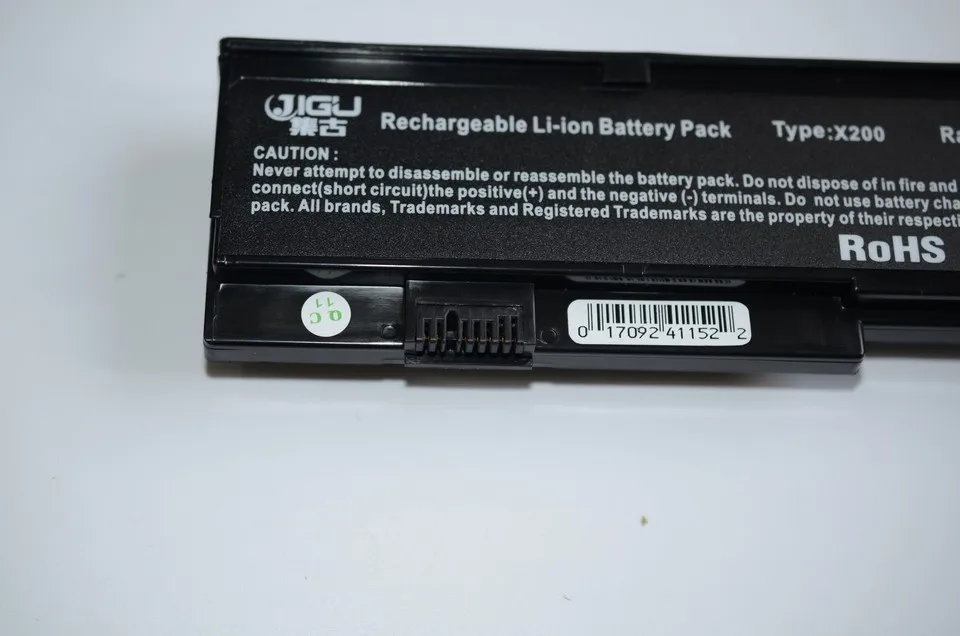 JIGU
集古
Rechargeable Li-ion Battery Pack Type:X200 Ra
CAUTION :
Never attempt to disassemble or reassemble the battery pack. Do not dispose of in fire and
connect(short circuit)the positive(+) and the negative (-) terminals. Do not use battery cha
pack. All brands, Trademarks and Registered Trademarks are the property of their respecti
RoHS
Q.C
11
0 17092 41152 2